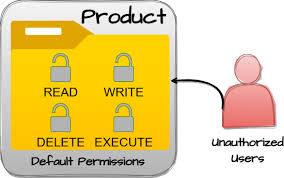 Product
READ WRITE
DELETE EXECUTE
Default Permissions
Unauthorized
Users